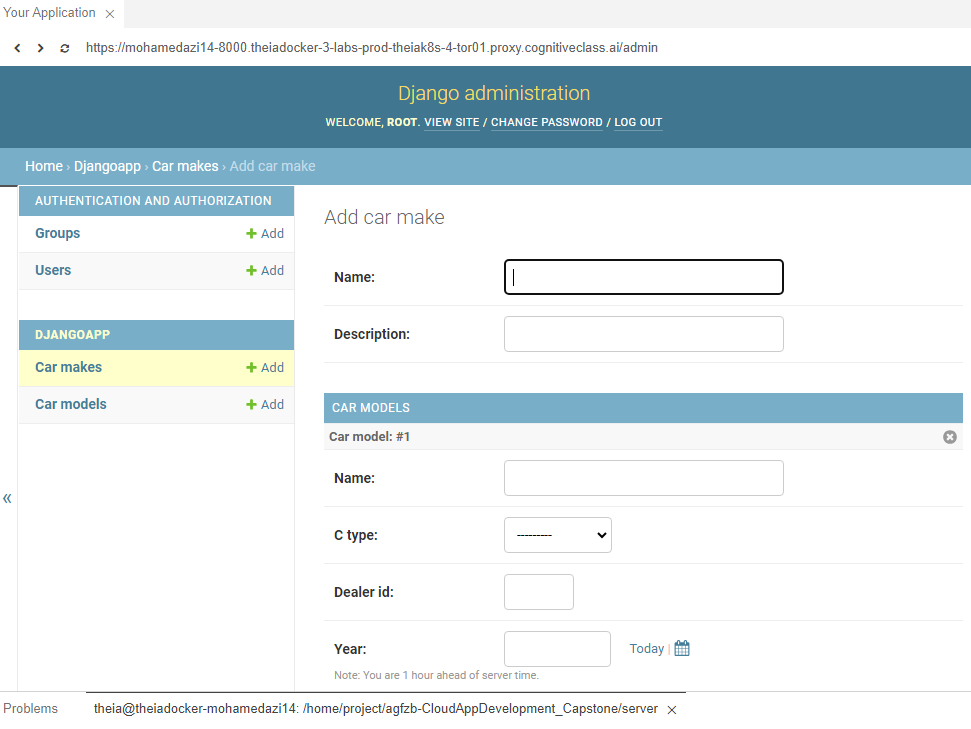 Your Application
https://mohamedazi14-8000.theiadocker-3-labs-prod-theiak8s-4-tor01.proxy.cognitiveclass.ai/admin
Django administration
WELCOME, ROOT. VIEW SITE / CHANGE PASSWORD / LOG OUT
Home › Djangoapp › Car makes › Add car make
AUTHENTICATION AND AUTHORIZATION
Groups + Add
Users + Add
DJANGOAPP
Car makes + Add
Car models + Add
«
Add car make
Name:
Description:
CAR MODELS
Car model: #1
Name:
C type: ---------
Dealer id:
Year: Today |
Note: You are 1 hour ahead of server time.
Problems theia@theiadocker-mohamedazi14: /home/project/agfzb-CloudAppDevelopment_Capstone/server